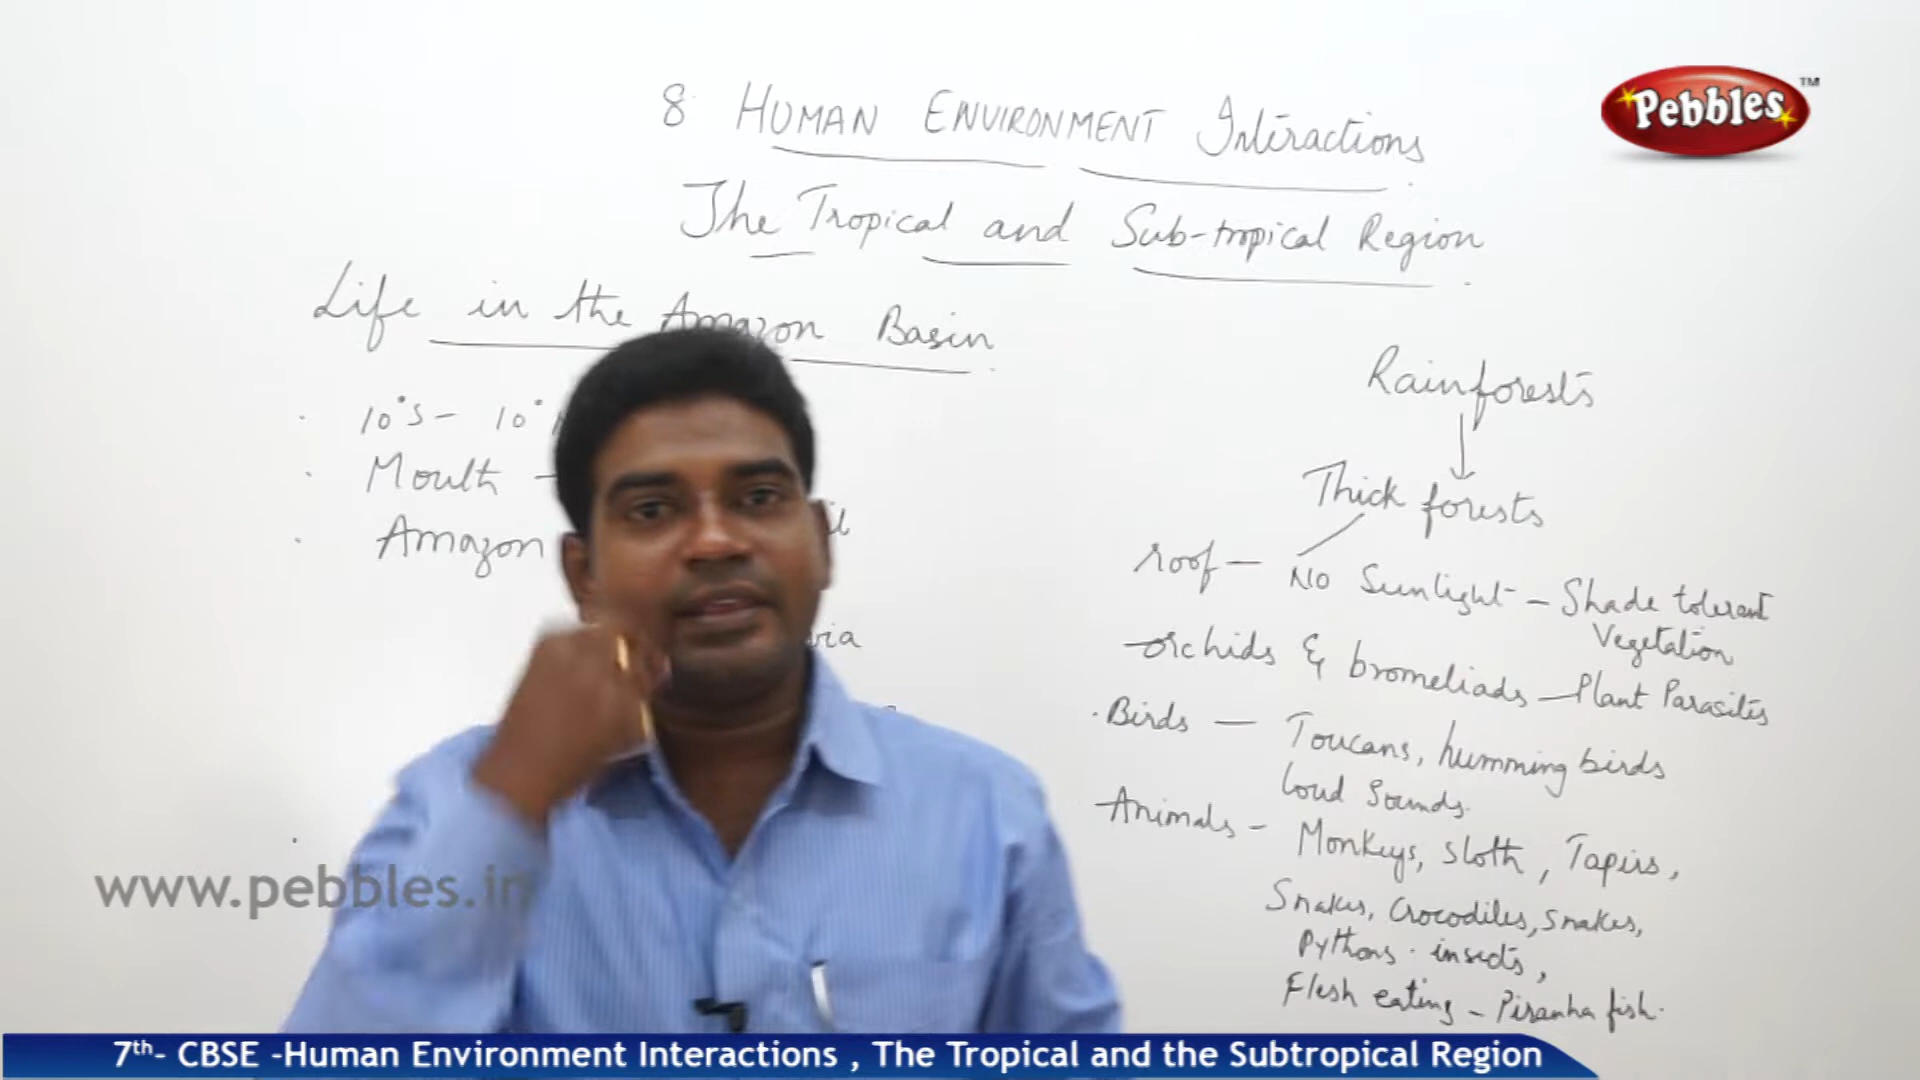 8 HUMAN ENVIRONMENT Interactions
Pebbles™
The Tropical and Sub-tropical Region
Life in the Amazon Basin
10°S - 10°
Mouth -
Amazon
Rainforests
Thick forests
roof - No Sunlight - Shade tolerant
Vegetation
orchids & bromeliads - Plant Parasites
Birds - Toucans, humming birds
loud sounds.
Animals - Monkeys, sloth, Tapirs,
Snakes, Crocodiles, snakes,
Pythons. insects,
Flesh eating - Piranha fish.
www.pebbles.in
7th- CBSE -Human Environment Interactions , The Tropical and the Subtropical Region